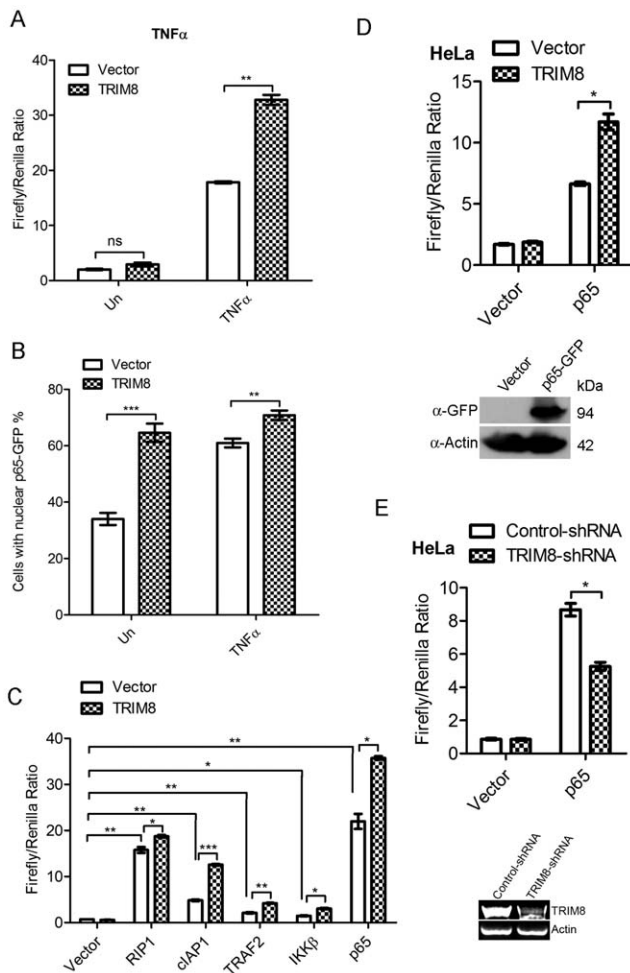 A
TNFα
Vector
TRIM8
Firefly/Renilla Ratio
40
30
20
10
0
ns
**
Un
TNFα
B
Vector
TRIM8
Cells with nuclear p65-GFP %
80
60
40
20
0
***
**
Un
TNFα
C
Vector
TRIM8
Firefly/Renilla Ratio
40
30
20
10
0
**
*
*
**
**
**
*
***
**
*
Vector
RIP1
cIAP1
TRAF2
IKKβ
p65
D
HeLa
Vector
TRIM8
Firefly/Renilla Ratio
15
10
5
0
*
Vector
p65
Vector
p65-GFP
kDa
α-GFP
94
α-Actin
42
E
HeLa
Control-shRNA
TRIM8-shRNA
Firefly/Renilla Ratio
10
8
6
4
2
0
*
Vector
p65
Control-shRNA
TRIM8-shRNA
TRIM8
Actin